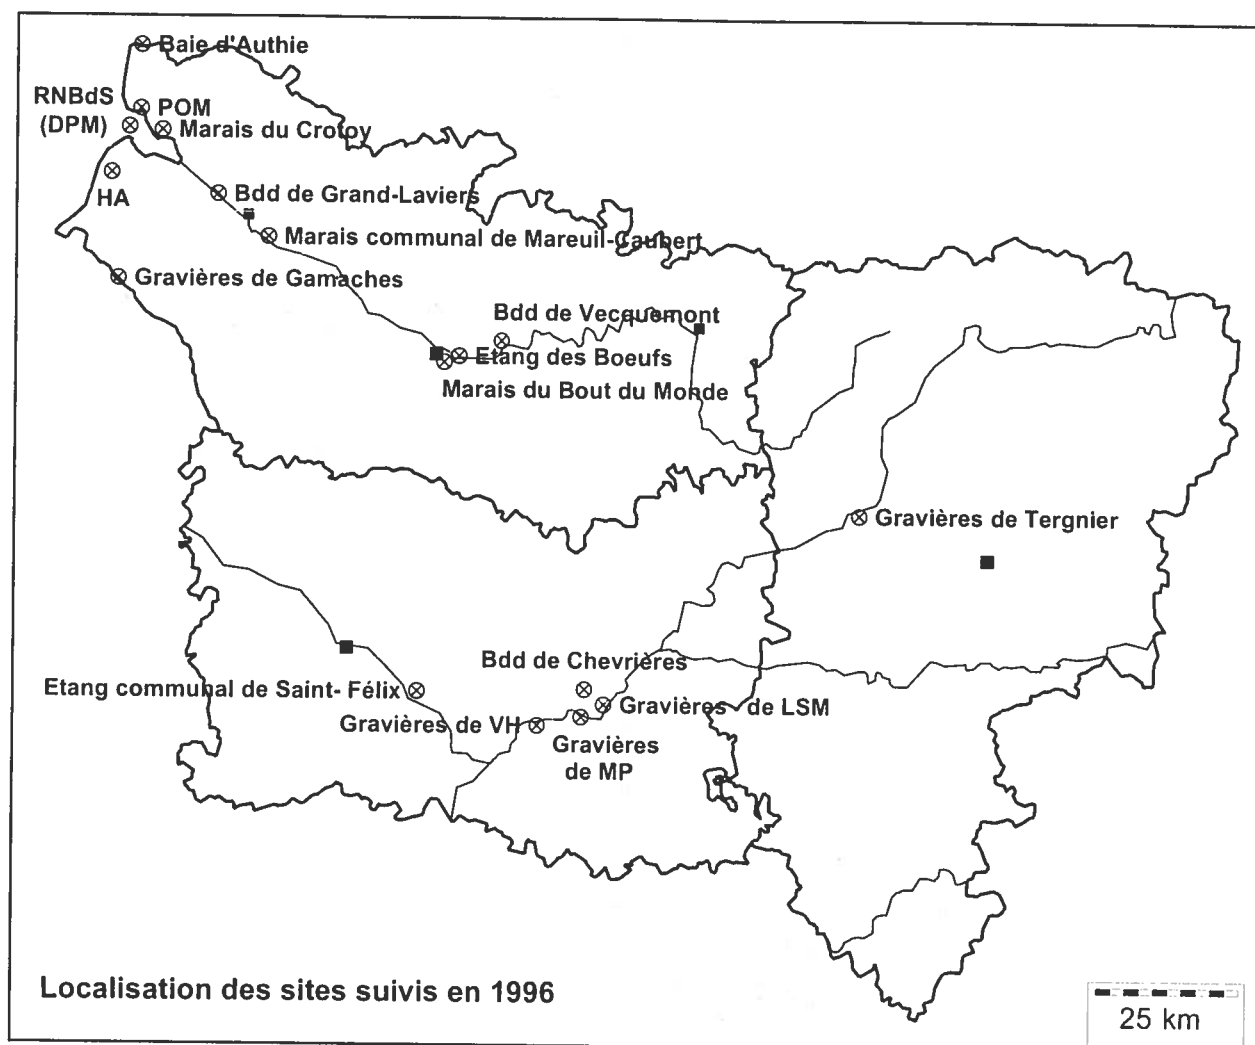 Baie d'Authie
RNBdS
(DPM)
POM
Marais du Crotoy
HA
Bdd de Grand-Laviers
Marais communal de Mareuil-Caubert
Gravières de Gamaches
Bdd de Vecquemont
Etang des Boeufs
Marais du Bout du Monde
Gravières de Tergnier
Bdd de Chevrières
Etang communal de Saint- Félix
Gravières de LSM
Gravières de VH
Gravières
de MP
Localisation des sites suivis en 1996
25 km